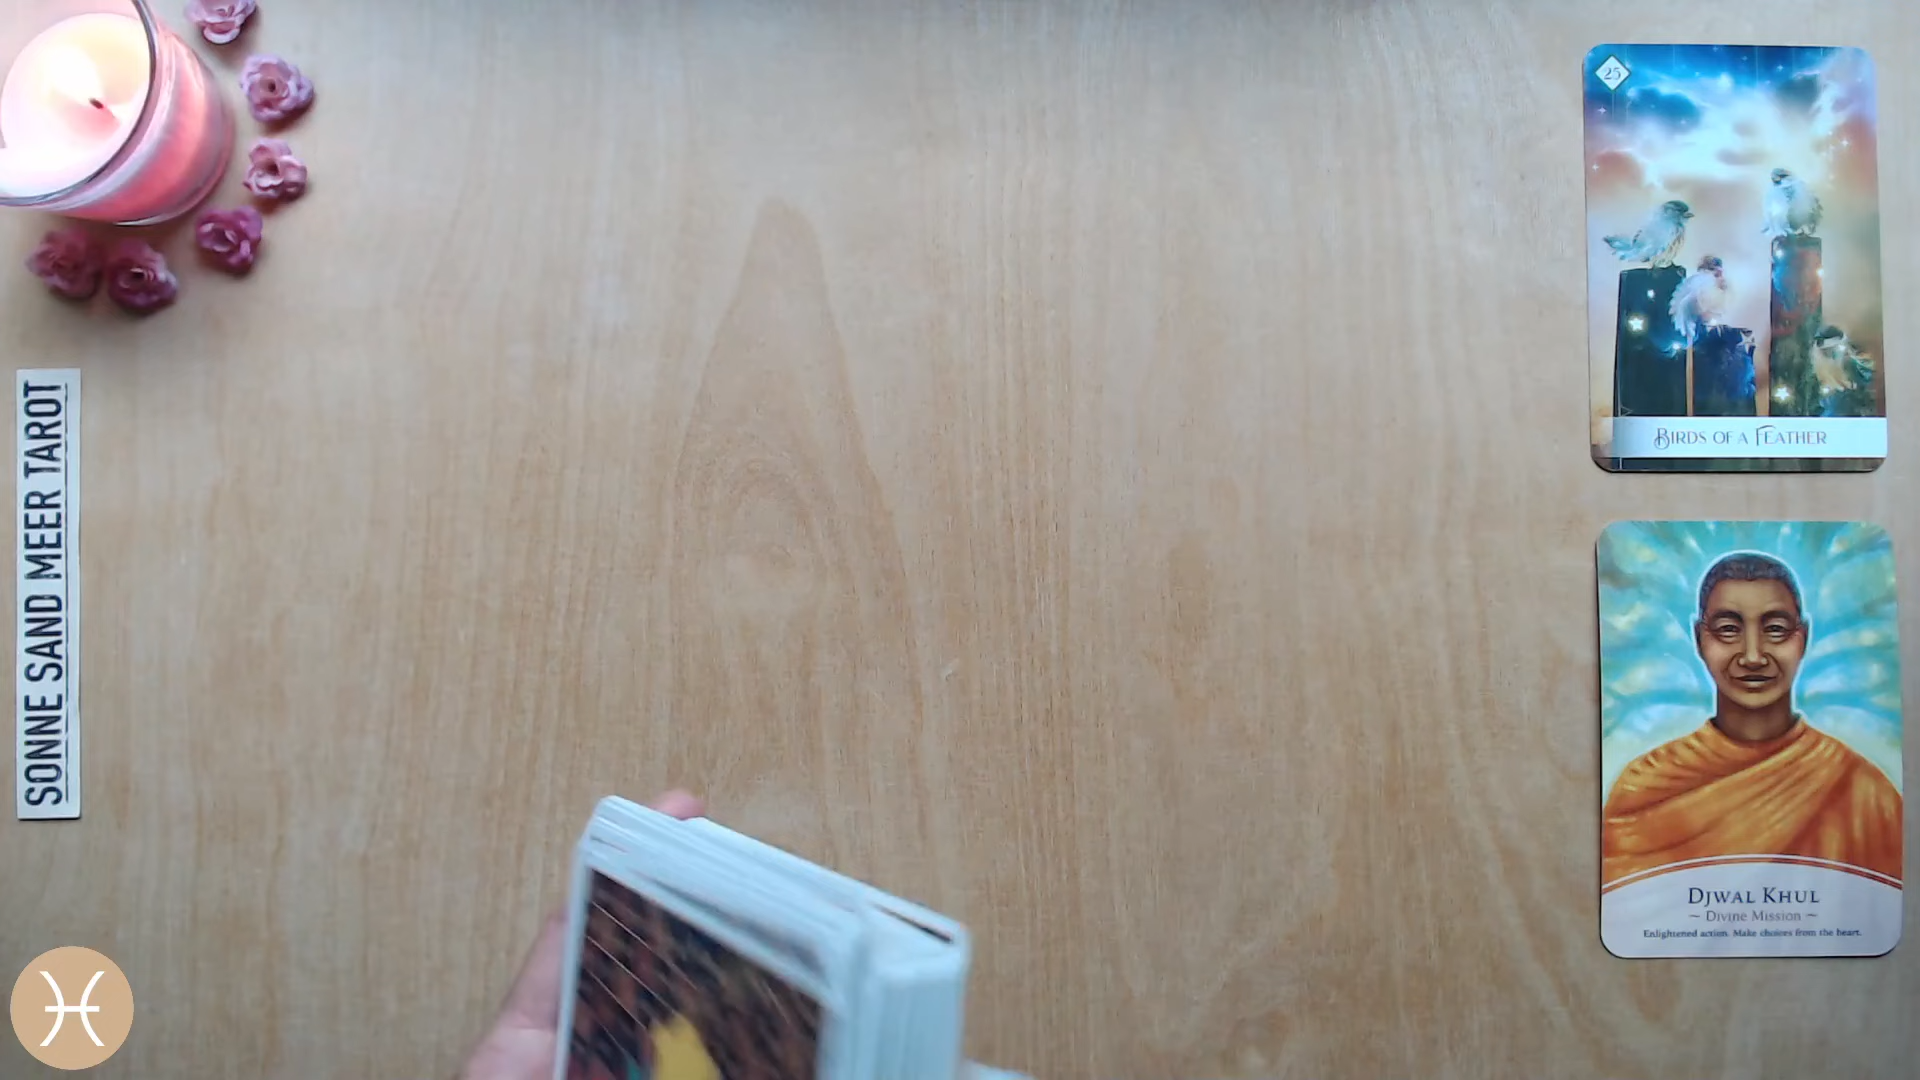 SONNE SAND MEER TAROT
25
BIRDS OF A FEATHER
DJWAL KHUL
~ Divine Mission ~
Enlightened action. Make choices from the heart.